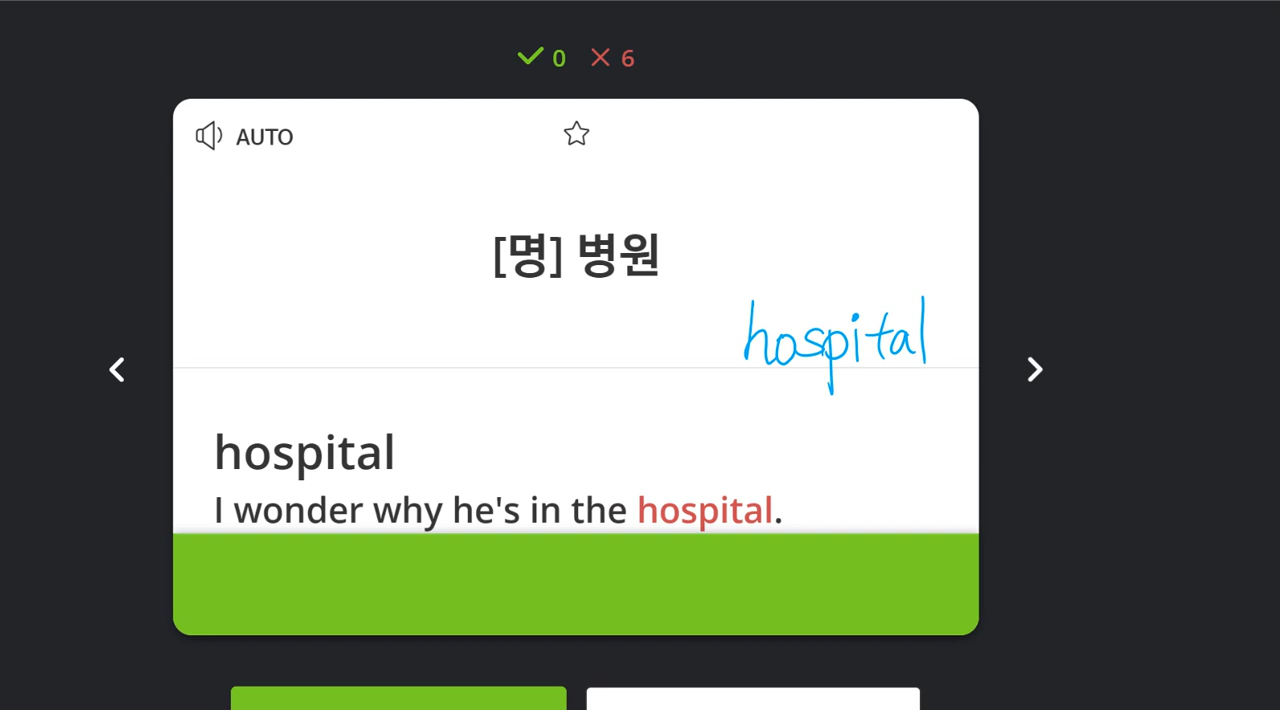 0 6
AUTO
[명] 병원
hospital
hospital
I wonder why he's in the hospital.